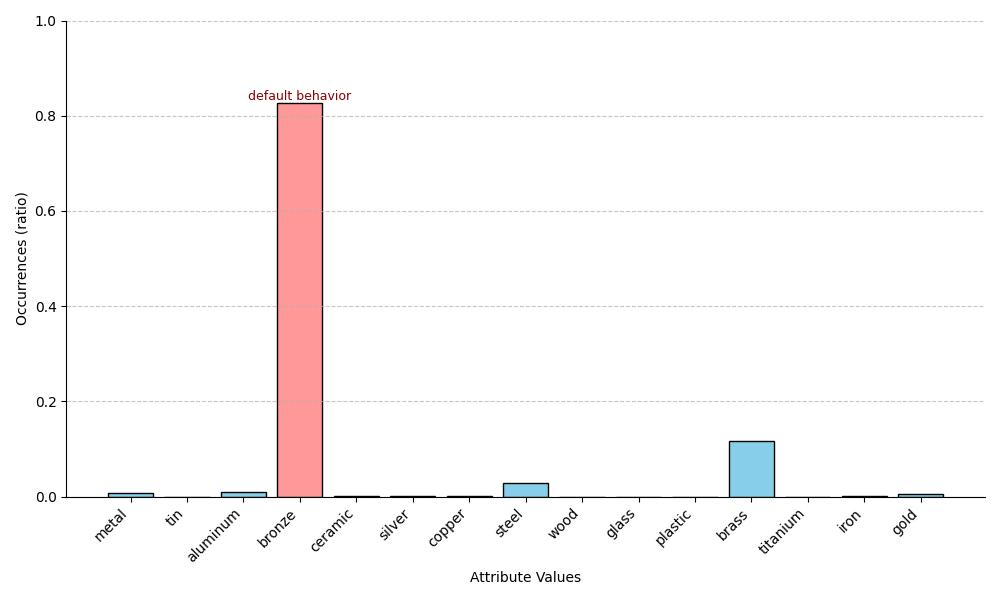 1.0
default behavior
0.8
0.6
Occurrences (ratio)
0.4
0.2
0.0
metal
tin
aluminum
bronze
ceramic
silver
copper
steel
wood
glass
plastic
brass
titanium
iron
gold
Attribute Values